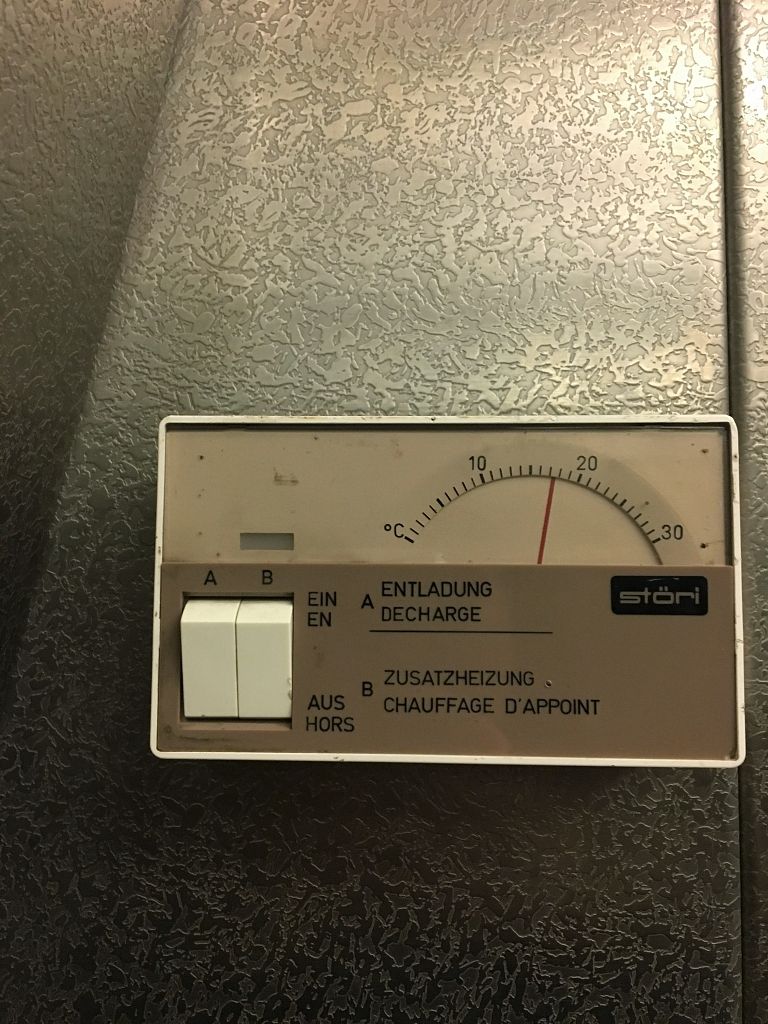 10 20
°C 30
A B
EIN
EN
A ENTLADUNG
DECHARGE
störi
AUS
HORS
B ZUSATZHEIZUNG
CHAUFFAGE D'APPOINT